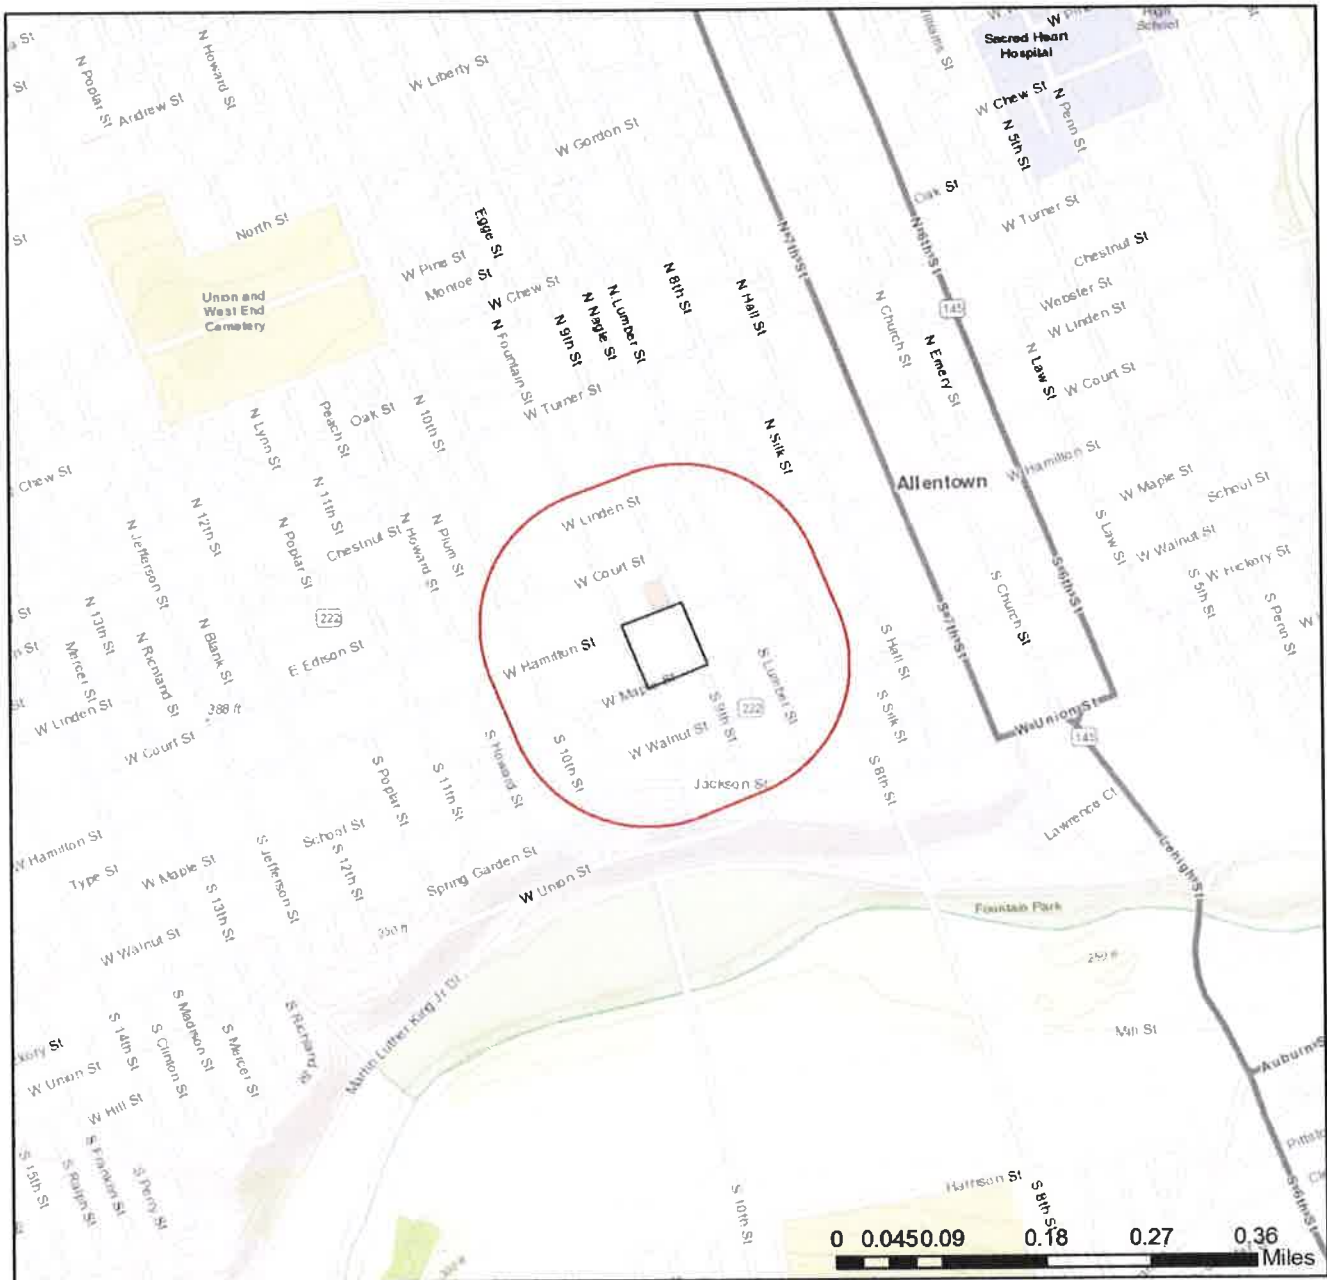 N Poplar St
N Howard St
Andrew St
W Liberty St
W Gordon St
Sacred Heart
Hospital
School
W Chew St
N Penn St
N 5th St
Oak St
W Turner St
Chestnut St
Webster St
W Linden St
N Law St
W Court St
St
North St
Union and
West End
Cemetery
W Pine St
Egge St
Monroe St
W Chew St
N Fountain St
N 9th St
N Nagle St
N Lumber St
N 8th St
N Hall St
N 7th St
N 6th St
145
N Church St
N Emery St
W Turner St
Oak St
Peach St
N 10th St
N Lynn St
N Silk St
Chew St
Allentown
W Hamilton St
W Maple St
School St
N 11th St
N 12th St
N Poplar St
Chestnut St
N Howard St
N Plum St
W Linden St
W Court St
S Law St
W Walnut St
W Hickory St
S 5th St
S Penn St
N Jefferson St
222
N 13th St
Mercer St
N Richland St
N Blank St
E Edison St
W Hamilton St
W Maple St
S 9th St
S Lumber St
222
S Hall St
S Silk St
S 7th St
S Church St
S 6th St
W Union St
145
W Linden St
388 ft
W Court St
W Walnut St
S 10th St
S Howard St
Jackson St
S 8th St
S Poplar St
S 11th St
Lawrence Ct
Lehigh St
W Hamilton St
Type St
W Maple St
School St
S 12th St
S Jefferson St
S 13th St
Spring Garden St
W Union St
Fountain Park
W Walnut St
350 ft
250 ft
Martin Luther King Jr Dr
S Richland St
S Madison St
S 14th St
S Clinton St
S Mercer St
W Union St
W Hill St
Mill St
Auburn S
S 15th St
S Ralph St
S Franklin St
S Perry St
S 10th St
Harrison St
S 8th St
S 6th St
0 0.045 0.09 0.18 0.27 0.36
Miles